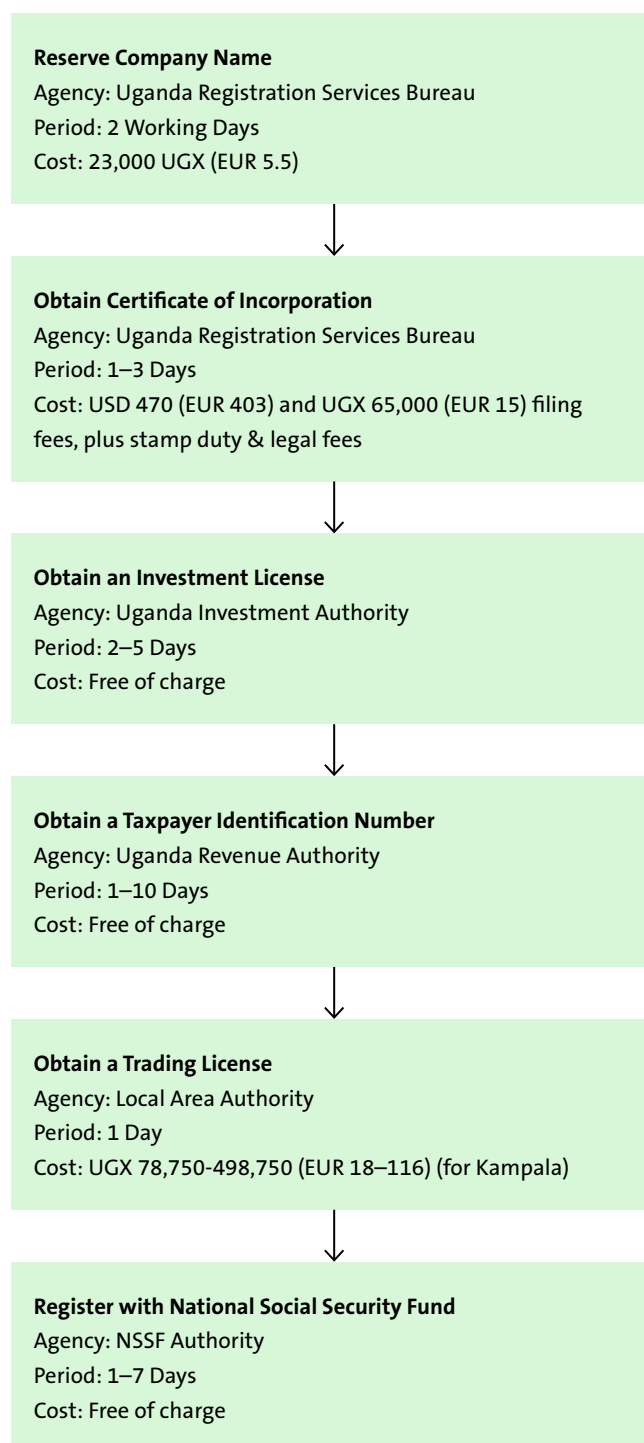 Reserve Company Name
Agency: Uganda Registration Services Bureau
Period: 2 Working Days
Cost: 23,000 UGX (EUR 5.5)
Obtain Certificate of Incorporation
Agency: Uganda Registration Services Bureau
Period: 1–3 Days
Cost: USD 470 (EUR 403) and UGX 65,000 (EUR 15) filing
fees, plus stamp duty & legal fees
Obtain an Investment License
Agency: Uganda Investment Authority
Period: 2–5 Days
Cost: Free of charge
Obtain a Taxpayer Identification Number
Agency: Uganda Revenue Authority
Period: 1–10 Days
Cost: Free of charge
Obtain a Trading License
Agency: Local Area Authority
Period: 1 Day
Cost: UGX 78,750-498,750 (EUR 18–116) (for Kampala)
Register with National Social Security Fund
Agency: NSSF Authority
Period: 1–7 Days
Cost: Free of charge